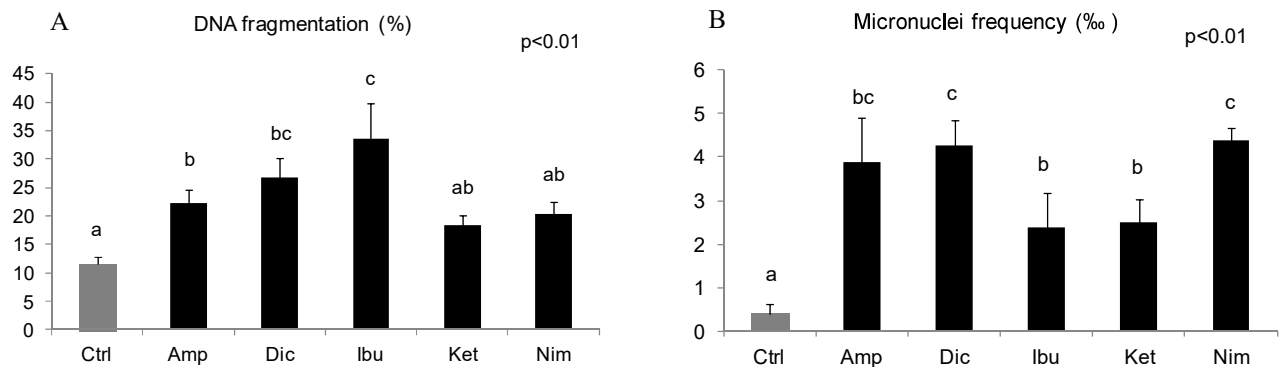 A
DNA fragmentation (%)
p<0.01
45
40
35
30
25
20
15
10
5
0
a
b
bc
c
ab
ab
Ctrl Amp Dic Ibu Ket Nim
B
Micronuclei frequency (‰ )
p<0.01
6
5
4
3
2
1
0
a
bc
c
b
b
c
Ctrl Amp Dic Ibu Ket Nim